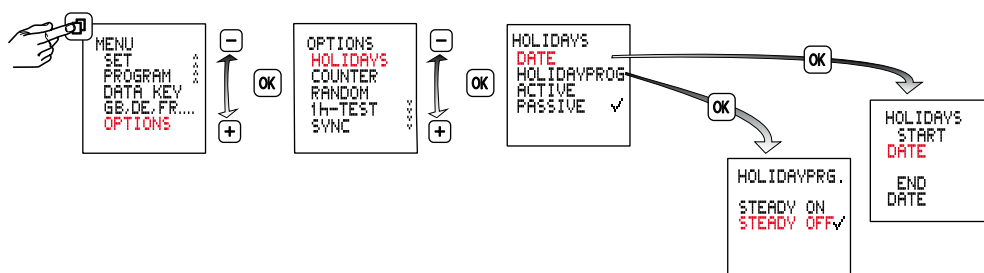 MENU
SET
PROGRAM
DATA KEY
GB,DE,FR....
OPTIONS
−
OK
+
OPTIONS
HOLIDAYS
COUNTER
RANDOM
1h-TEST
SYNC
−
OK
+
HOLIDAYS
DATE
HOLIDAYPROG
ACTIVE
PASSIVE ✓
OK
OK
HOLIDAYPRG.
STEADY ON
STEADY OFF✓
HOLIDAYS
START
DATE
END
DATE